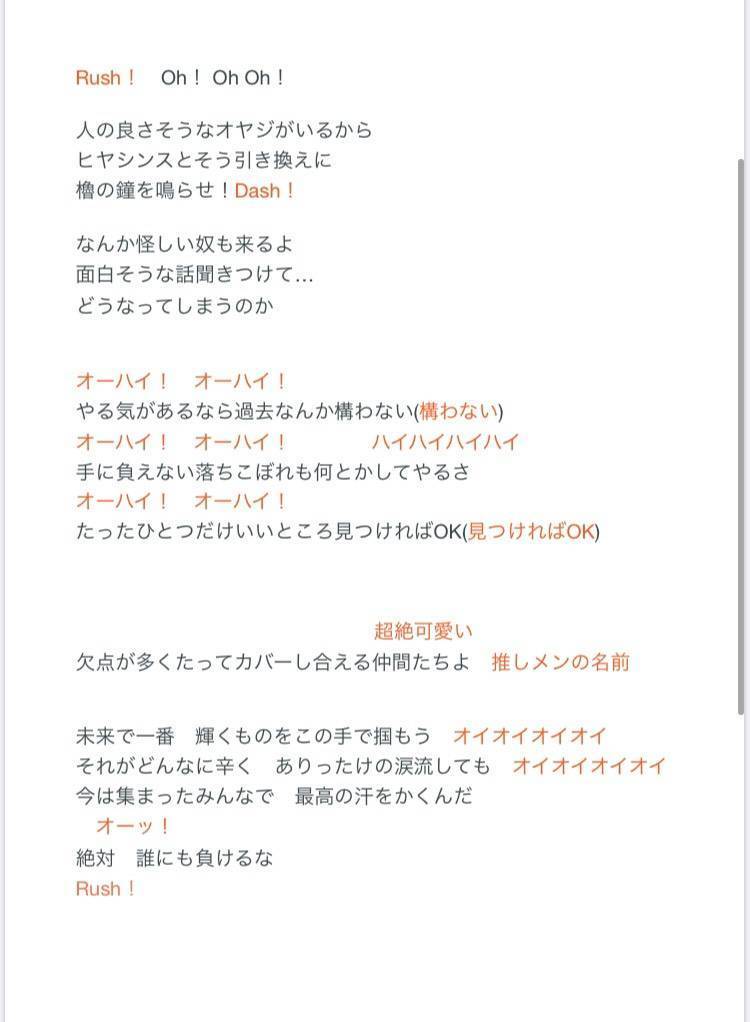 Rush！　Oh！ Oh Oh！
人の良さそうなオヤジがいるから
ヒヤシンスとそう引き換えに
櫓の鐘を鳴らせ！Dash！
なんか怪しい奴も来るよ
面白そうな話聞きつけて…
どうなってしまうのか
オーハイ！　オーハイ！
やる気があるなら過去なんか構わない(構わない)
オーハイ！　オーハイ！　　　　ハイハイハイハイ
手に負えない落ちこぼれも何とかしてやるさ
オーハイ！　オーハイ！
たったひとつだけいいところ見つければOK(見つければOK)
超絶可愛い
欠点が多くたってカバーし合える仲間たちよ　推しメンの名前
未来で一番　輝くものをこの手で掴もう　オイオイオイオイ
それがどんなに辛く　ありったけの涙流しても　オイオイオイオイ
今は集まったみんなで　最高の汗をかくんだ
オーッ！
絶対　誰にも負けるな
Rush！